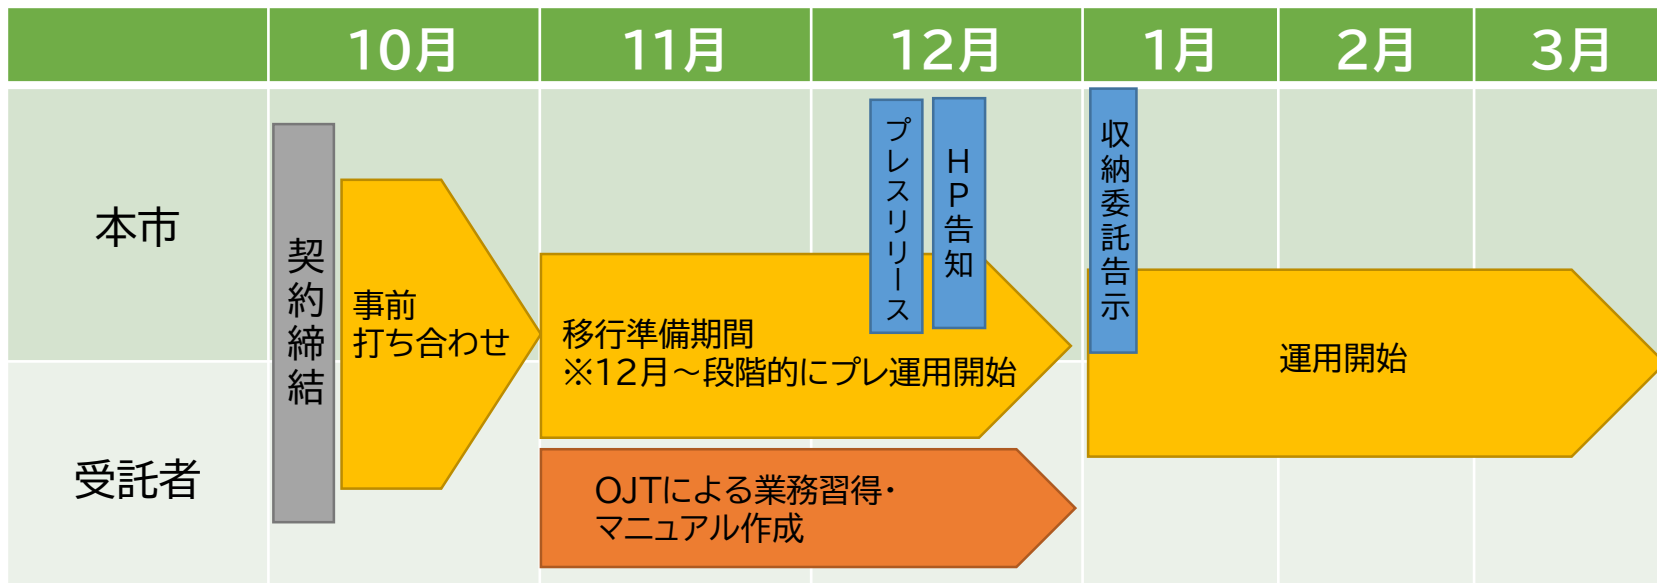 10月
11月
12月
1月
2月
3月
本市
受託者
契約締結
事前
打ち合わせ
移行準備期間
※12月～段階的にプレ運用開始
プレスリリース
HP告知
収納委託告示
運用開始
OJTによる業務習得・
マニュアル作成